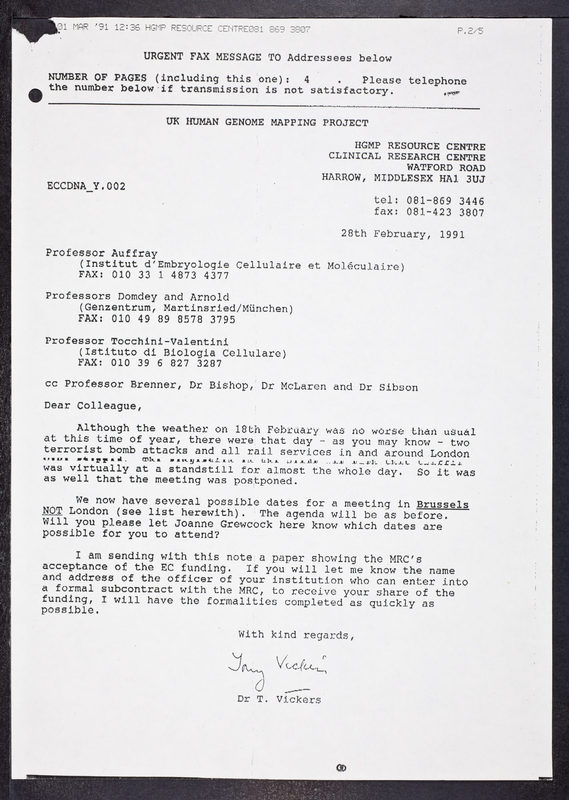 01 MAR '91 12:36 HGMP RESOURCE CENTRE081 869 3807 P.2/5
URGENT FAX MESSAGE TO Addressees below
NUMBER OF PAGES (including this one): 4 . Please telephone
the number below if transmission is not satisfactory.
UK HUMAN GENOME MAPPING PROJECT
HGMP RESOURCE CENTRE
CLINICAL RESEARCH CENTRE
WATFORD ROAD
HARROW, MIDDLESEX HA1 3UJ
ECCDNA_Y.002
tel: 081-869 3446
fax: 081-423 3807
28th February, 1991
Professor Auffray
(Institut d'Embryologie Cellulaire et Moléculaire)
FAX: 010 33 1 4873 4377
Professors Domdey and Arnold
(Genzentrum, Martinsried/München)
FAX: 010 49 89 8578 3795
Professor Tocchini-Valentini
(Istituto di Biologia Cellulare)
FAX: 010 39 6 827 3287
cc Professor Brenner, Dr Bishop, Dr McLaren and Dr Sibson
Dear Colleague,
Although the weather on 18th February was no worse than usual
at this time of year, there were that day - as you may know - two
terrorist bomb attacks and all rail services in and around London
were stopped. The congestion on the roads was such that traffic
was virtually at a standstill for almost the whole day. So it was
as well that the meeting was postponed.
We now have several possible dates for a meeting in Brussels
NOT London (see list herewith). The agenda will be as before.
Will you please let Joanne Grewcock here know which dates are
possible for you to attend?
I am sending with this note a paper showing the MRC's
acceptance of the EC funding. If you will let me know the name
and address of the officer of your institution who can enter into
a formal subcontract with the MRC, to receive your share of the
funding, I will have the formalities completed as quickly as
possible.
With kind regards,
Tony Vickers
Dr T. Vickers